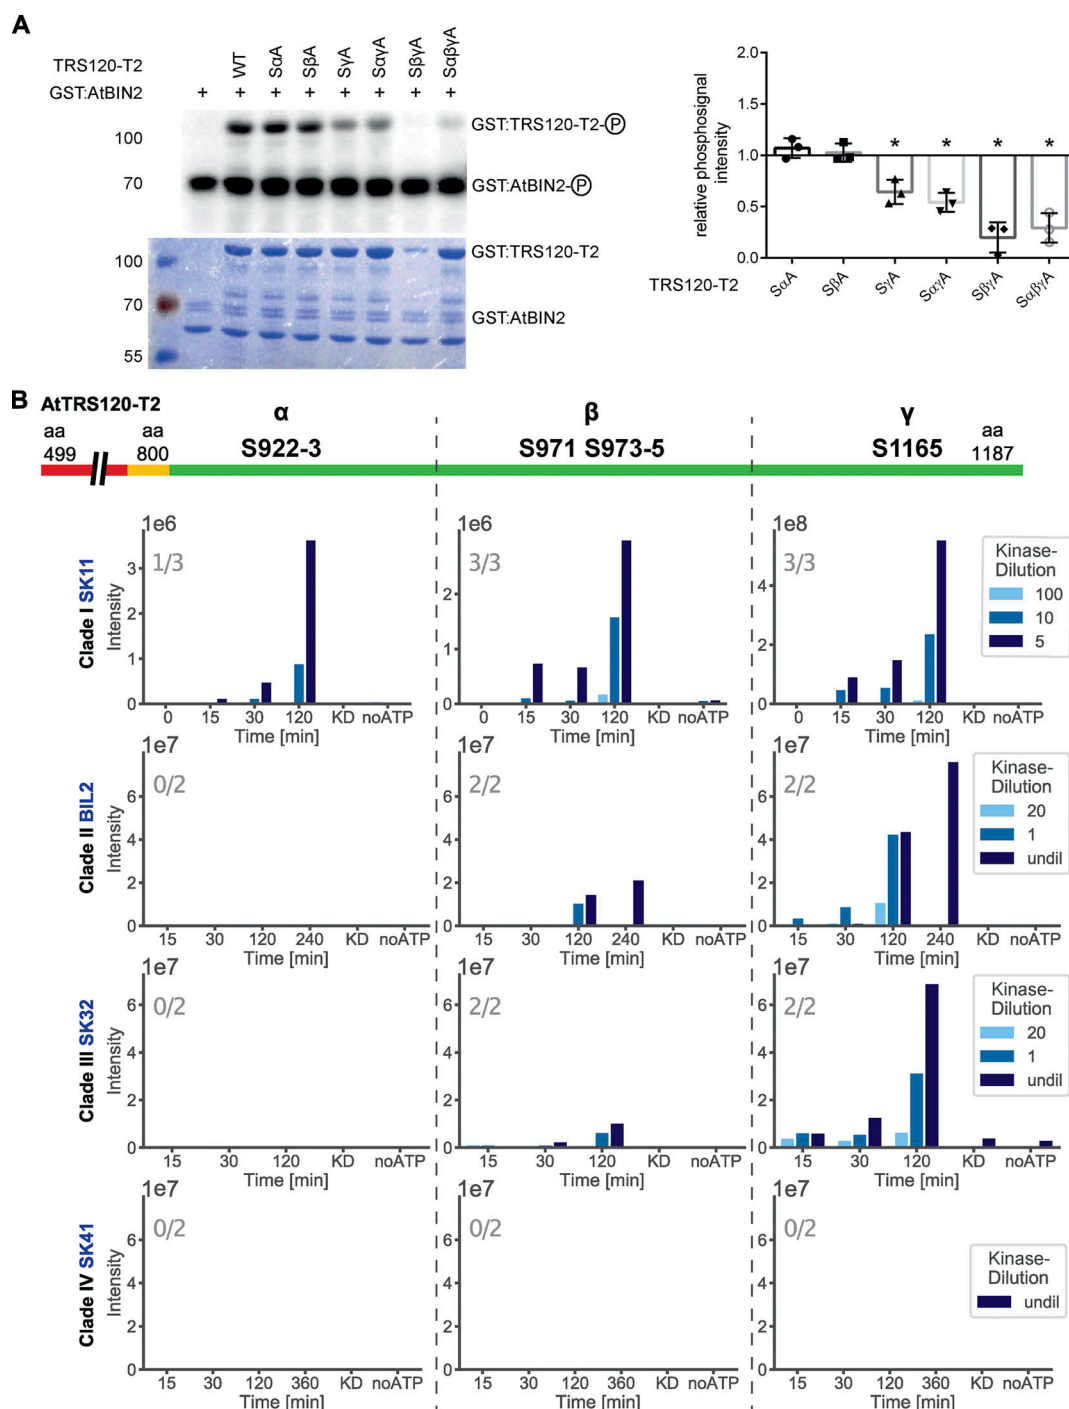 A
TRS120-T2 WT SαA SβA SγA SαγA SβγA SαβγA
GST:AtBIN2 + + + + + + +
100
70
GST:TRS120-T2-Ⓟ
GST:AtBIN2-Ⓟ
100
70
55
GST:TRS120-T2
GST:AtBIN2
relative phosphosignal
intensity
2.0
1.5
1.0
0.5
0.0
* * * *
TRS120-T2 SαA SβA SγA SαγA SβγA SαβγA
B
AtTRS120-T2
aa 499
aa 800
α
S922-3
β
S971 S973-5
γ
S1165
aa 1187
Clade I SK11
Intensity
1e6
1/3
3
2
1
0
0 15 30 120 KD noATP
Time [min]
1e6
3/3
2
1
0
0 15 30 120 KD noATP
Time [min]
1e8
3/3
4
2
0
0 15 30 120 KD noATP
Time [min]
Kinase-
Dilution
100
10
5
Clade II BIL2
Intensity
1e7
0/2
6
4
2
0
15 30 120 240 KD noATP
Time [min]
1e7
2/2
15 30 120 240 KD noATP
Time [min]
1e7
2/2
6
4
2
0
15 30 120 240 KD noATP
Time [min]
Kinase-
Dilution
20
1
undil
Clade III SK32
Intensity
1e7
0/2
6
4
2
0
15 30 120 KD noATP
Time [min]
1e7
2/2
6
4
2
0
15 30 120 KD noATP
Time [min]
1e7
2/2
6
4
2
0
15 30 120 KD noATP
Time [min]
Kinase-
Dilution
20
1
undil
Clade IV SK41
Intensity
1e7
0/2
6
4
2
0
15 30 120 360 KD noATP
Time [min]
1e7
0/2
6
4
2
0
15 30 120 360 KD noATP
Time [min]
1e7
0/2
6
4
2
0
15 30 120 360 KD noATP
Time [min]
Kinase-
Dilution
undil